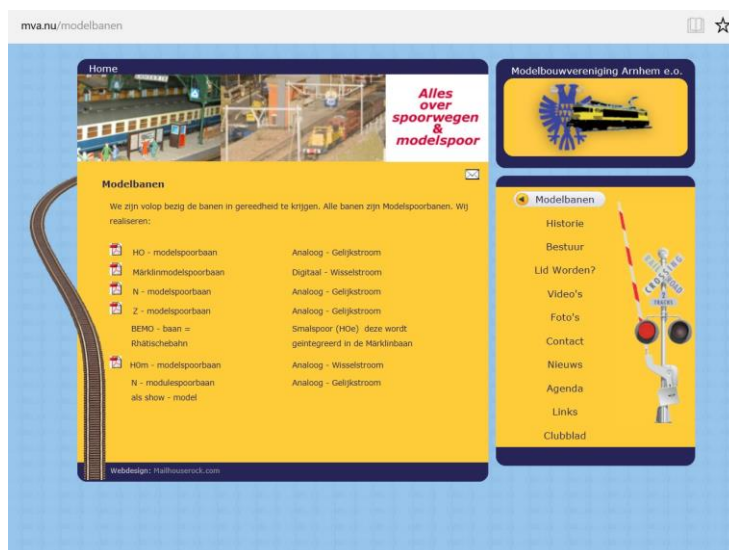 mva.nu/modelbanen
Home
Alles
over
spoorwegen
&
modelspoor
Modelbanen
We zijn volop bezig de banen in gereedheid te krijgen. Alle banen zijn Modelspoorbanen. Wij
realiseren:
HO - modelspoorbaan Analoog - Gelijkstroom
Märklinmodelspoorbaan Digitaal - Wisselstroom
N - modelspoorbaan Analoog - Gelijkstroom
Z - modelspoorbaan Analoog - Gelijkstroom
BEMO - baan = Smalspoor (HOe) deze wordt
Rhätischebahn geintegreerd in de Märklinbaan
H0m - modelspoorbaan Analoog - Wisselstroom
N - modulespoorbaan Analoog - Gelijkstroom
als show - model
Webdesign: Mailhouserock.com
Modelbouwvereniging Arnhem e.o.
Modelbanen
Historie
Bestuur
Lid Worden?
Video's
Foto's
Contact
Nieuws
Agenda
Links
Clubblad
RAILROAD
CROSSING
2
TRACKS